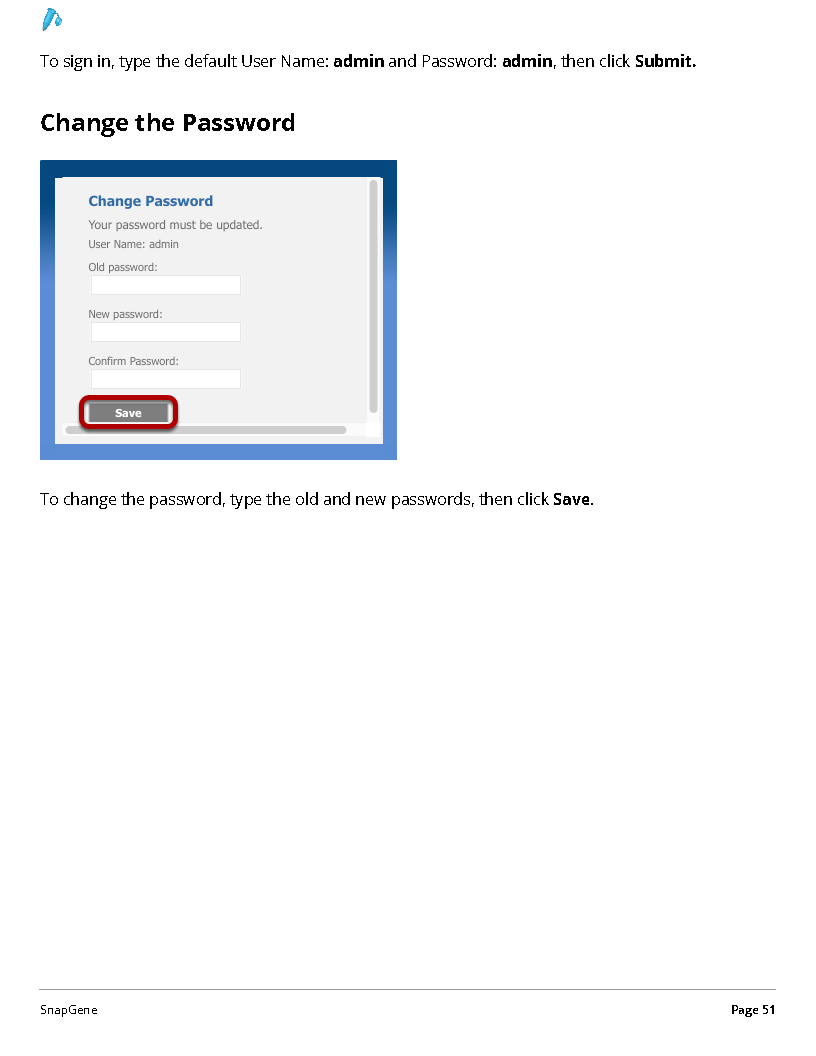 To sign in, type the default User Name: admin and Password: admin, then click Submit.
Change the Password
Change Password
Your password must be updated.
User Name: admin
Old password:
New password:
Confirm Password:
Save
To change the password, type the old and new passwords, then click Save.
SnapGene
Page 51